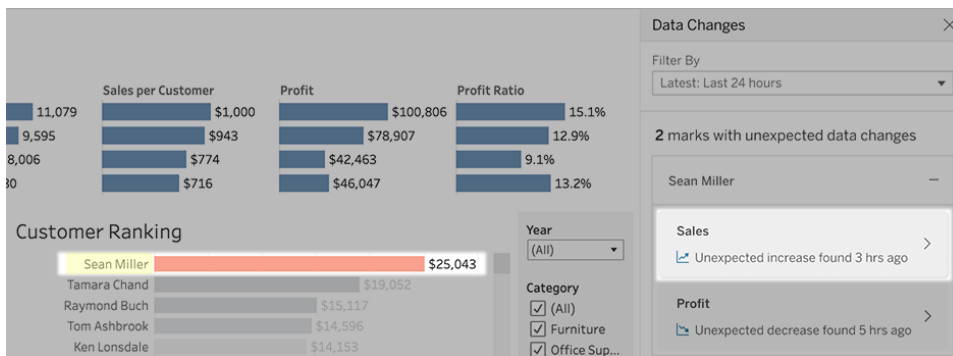 Sales per Customer Profit Profit Ratio
11,079 $1,000 $100,806 15.1%
9,595 $943 $78,907 12.9%
8,006 $774 $42,463 9.1%
$716 $46,047 13.2%
Customer Ranking
Sean Miller $25,043
Tamara Chand $19,052
Raymond Buch $15,117
Tom Ashbrook $14,596
Ken Lonsdale $14,153
Year
(All)
Category
(All)
Furniture
Office Sup...
Data Changes
Filter By
Latest: Last 24 hours
2 marks with unexpected data changes
Sean Miller
Sales
Unexpected increase found 3 hrs ago
Profit
Unexpected decrease found 5 hrs ago